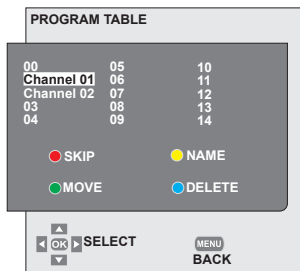 PROGRAM TABLE
00 05 10
Channel 01 06 11
Channel 02 07 12
03 08 13
04 09 14
SKIP NAME
MOVE DELETE
OK SELECT MENU
BACK